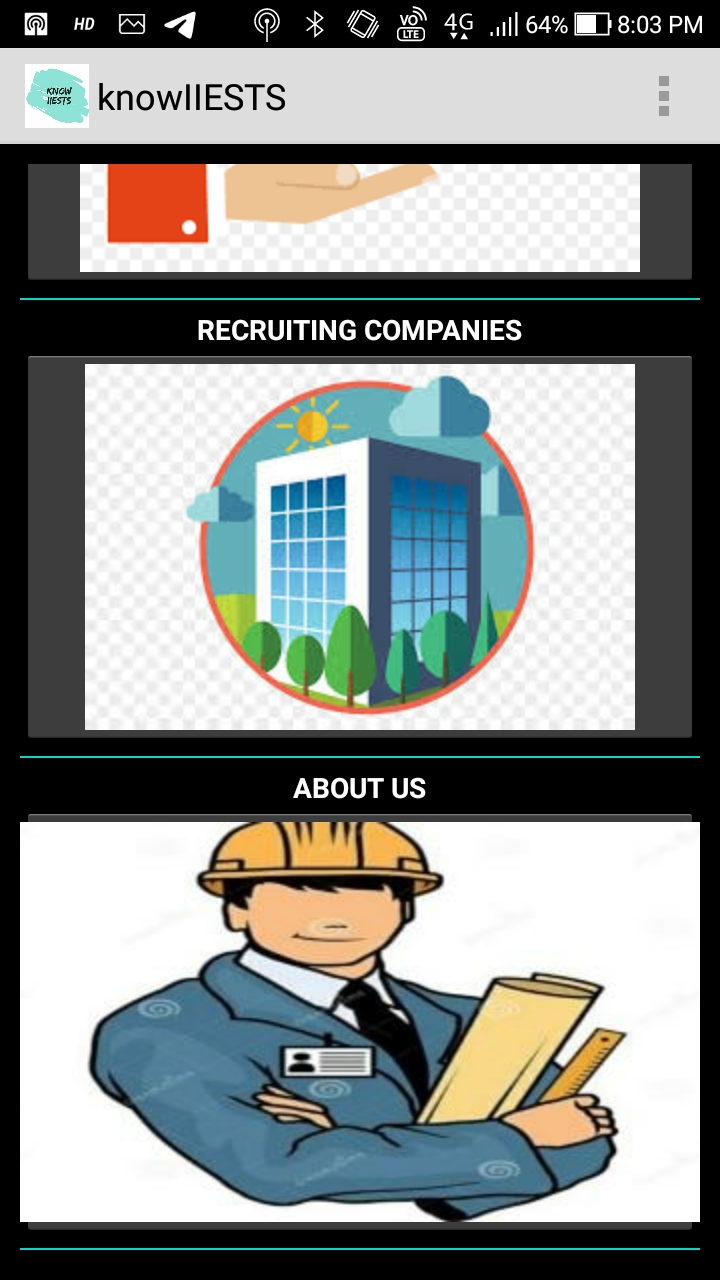 HD VO LTE 4G 64% 8:03 PM
KNOW
IIESTS
knowIIESTS
RECRUITING COMPANIES
ABOUT US